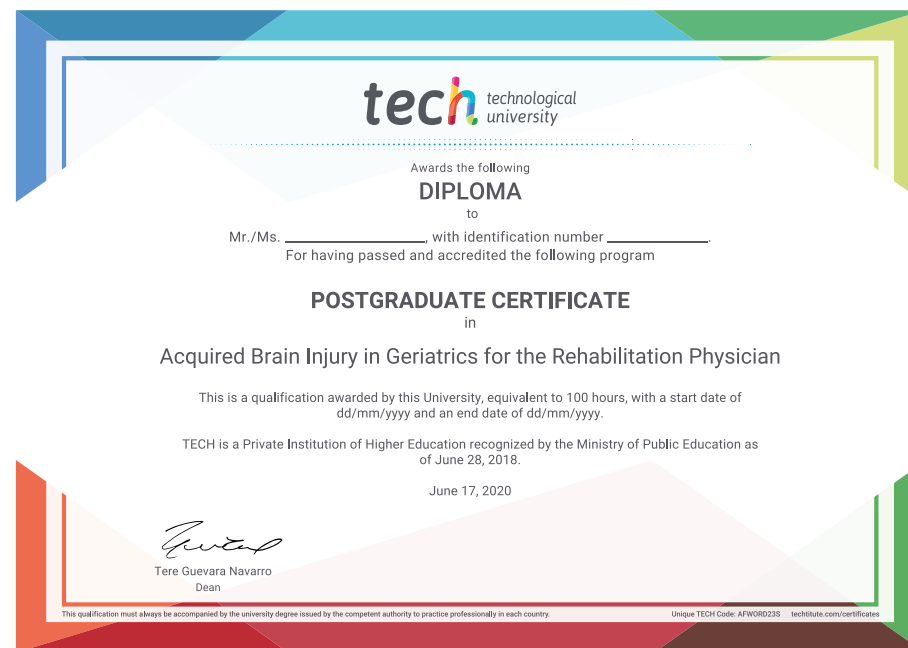 tech technological
university
Awards the following
DIPLOMA
to
Mr./Ms. ____________________, with identification number ______________.
For having passed and accredited the following program
POSTGRADUATE CERTIFICATE
in
Acquired Brain Injury in Geriatrics for the Rehabilitation Physician
This is a qualification awarded by this University, equivalent to 100 hours, with a start date of
dd/mm/yyyy and an end date of dd/mm/yyyy.
TECH is a Private Institution of Higher Education recognized by the Ministry of Public Education as
of June 28, 2018.
June 17, 2020
Tere Guevara Navarro
Dean
This qualification must always be accompanied by the university degree issued by the competent authority to practice professionally in each country. Unique TECH Code: AFWORD23S techtitute.com/certificates